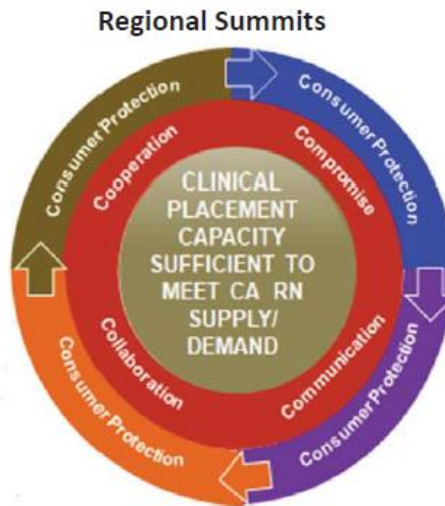 Regional Summits
Consumer Protection
Consumer Protection
Cooperation
Compromise
CLINICAL
PLACEMENT
CAPACITY
SUFFICIENT TO
MEET CA RN
SUPPLY/
DEMAND
Collaboration
Communication
Consumer Protection
Consumer Protection